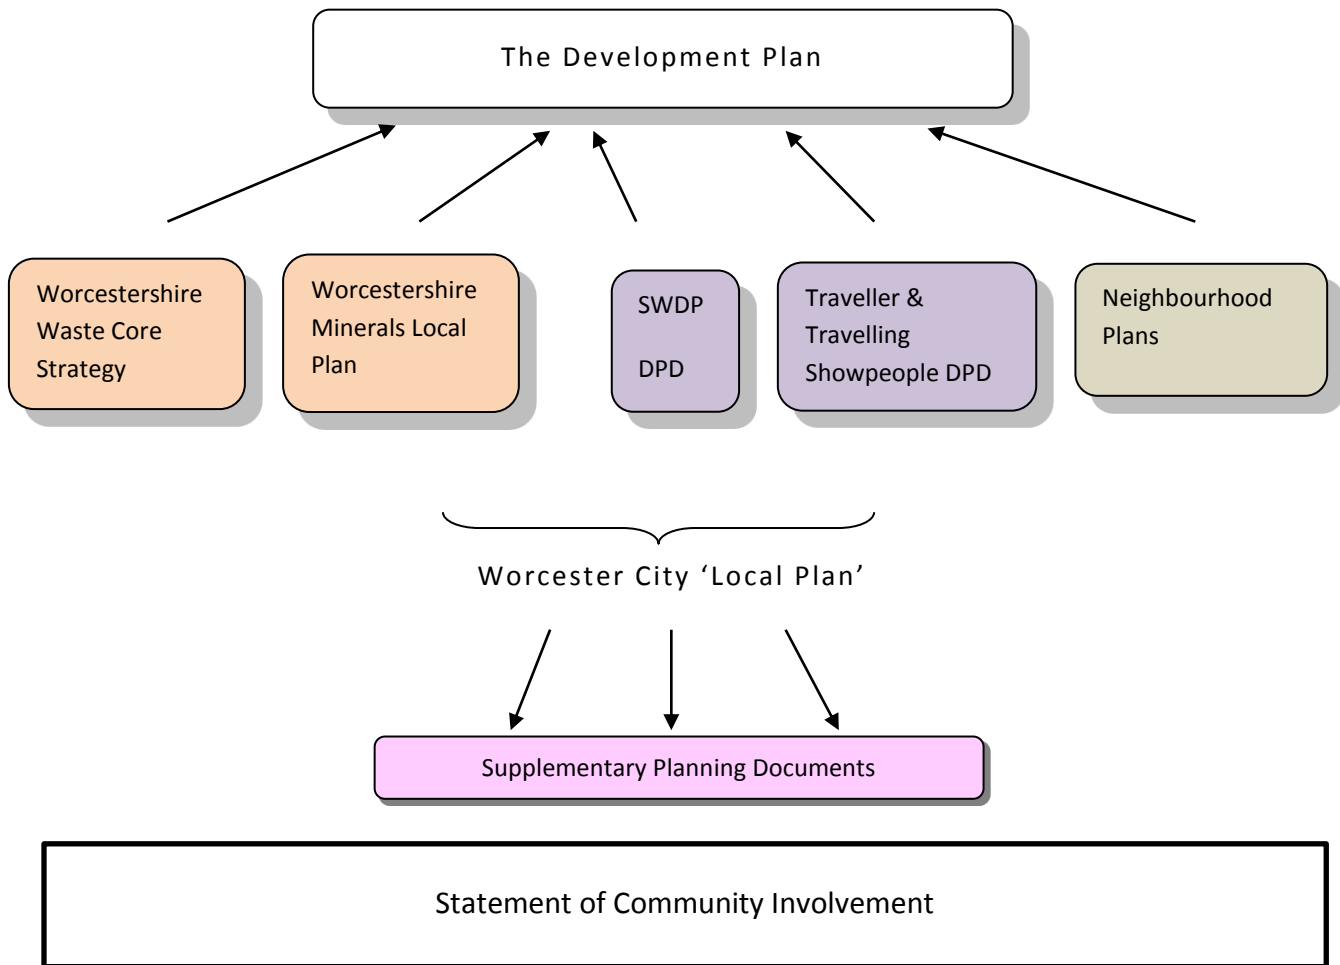 The Development Plan
Worcestershire
Waste Core
Strategy
Worcestershire
Minerals Local
Plan
SWDP
DPD
Traveller &
Travelling
Showpeople DPD
Neighbourhood
Plans
Worcester City ‘Local Plan’
Supplementary Planning Documents
Statement of Community Involvement